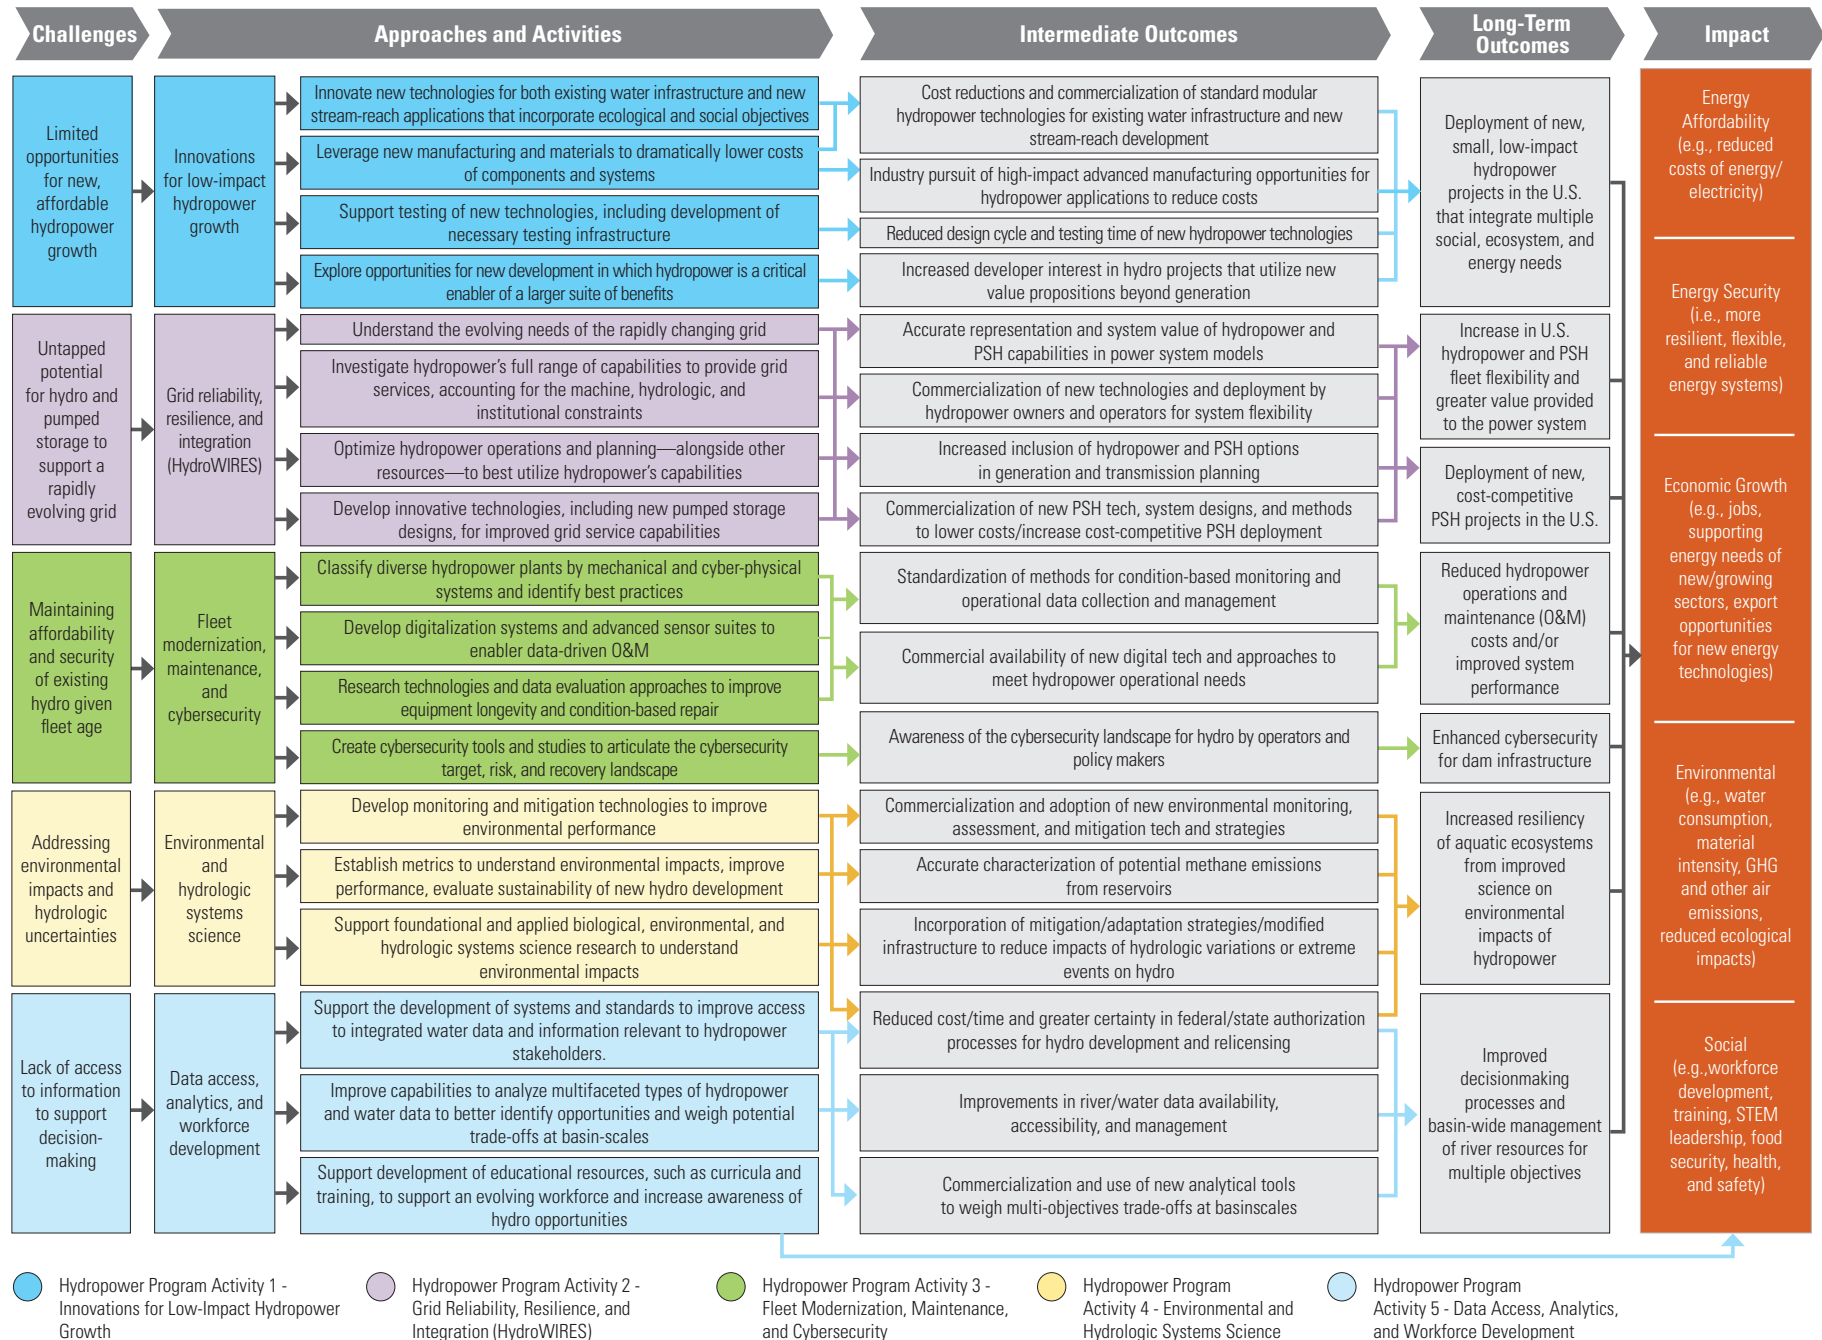 Challenges
Approaches and Activities
Intermediate Outcomes
Long-Term
Outcomes
Impact
Limited
opportunities
for new,
affordable
hydropower
growth
Innovations
for low-impact
hydropower
growth
Innovate new technologies for both existing water infrastructure and new
stream-reach applications that incorporate ecological and social objectives
Leverage new manufacturing and materials to dramatically lower costs
of components and systems
Support testing of new technologies, including development of
necessary testing infrastructure
Explore opportunities for new development in which hydropower is a critical
enabler of a larger suite of benefits
Cost reductions and commercialization of standard modular
hydropower technologies for existing water infrastructure and new
stream-reach development
Industry pursuit of high-impact advanced manufacturing opportunities for
hydropower applications to reduce costs
Reduced design cycle and testing time of new hydropower technologies
Increased developer interest in hydro projects that utilize new
value propositions beyond generation
Deployment of new,
small, low-impact
hydropower
projects in the U.S.
that integrate multiple
social, ecosystem, and
energy needs
Untapped
potential
for hydro and
pumped
storage to
support a
rapidly
evolving grid
Grid reliability,
resilience, and
integration
(HydroWIRES)
Understand the evolving needs of the rapidly changing grid
Investigate hydropower's full range of capabilities to provide grid
services, accounting for the machine, hydrologic, and
institutional constraints
Optimize hydropower operations and planning—alongside other
resources—to best utilize hydropower's capabilities
Develop innovative technologies, including new pumped storage
designs, for improved grid service capabilities
Accurate representation and system value of hydropower and
PSH capabilities in power system models
Commercialization of new technologies and deployment by
hydropower owners and operators for system flexibility
Increased inclusion of hydropower and PSH options
in generation and transmission planning
Commercialization of new PSH tech, system designs, and methods
to lower costs/increase cost-competitive PSH deployment
Increase in U.S.
hydropower and PSH
fleet flexibility and
greater value provided
to the power system
Deployment of new,
cost-competitive
PSH projects in the U.S.
Maintaining
affordability
and security
of existing
hydro given
fleet age
Fleet
modernization,
maintenance,
and
cybersecurity
Classify diverse hydropower plants by mechanical and cyber-physical
systems and identify best practices
Develop digitalization systems and advanced sensor suites to
enable data-driven O&M
Research technologies and data evaluation approaches to improve
equipment longevity and condition-based repair
Create cybersecurity tools and studies to articulate the cybersecurity
target, risk, and recovery landscape
Standardization of methods for condition-based monitoring and
operational data collection and management
Commercial availability of new digital tech and approaches to
meet hydropower operational needs
Awareness of the cybersecurity landscape for hydro by operators and
policy makers
Reduced hydropower
operations and
maintenance (O&M)
costs and/or
improved system
performance
Enhanced cybersecurity
for dam infrastructure
Addressing
environmental
impacts and
hydrologic
uncertainties
Environmental
and
hydrologic
systems
science
Develop monitoring and mitigation technologies to improve
environmental performance
Establish metrics to understand environmental impacts, improve
performance, evaluate sustainability of new hydro development
Support foundational and applied biological, environmental, and
hydrologic systems science research to understand
environmental impacts
Commercialization and adoption of new environmental monitoring,
assessment, and mitigation tech and strategies
Accurate characterization of potential methane emissions
from reservoirs
Incorporation of mitigation/adaptation strategies/modified
infrastructure to reduce impacts of hydrologic variations or extreme
events on hydro
Increased resiliency
of aquatic ecosystems
from improved
science on
environmental
impacts of
hydropower
Lack of access
to information
to support
decision-
making
Data access,
analytics, and
workforce
development
Support the development of systems and standards to improve access
to integrated water data and information relevant to hydropower
stakeholders.
Improve capabilities to analyze multifaceted types of hydropower
and water data to better identify opportunities and weigh potential
trade-offs at basin-scales
Support development of educational resources, such as curricula and
training, to support an evolving workforce and increase awareness of
hydro opportunities
Reduced cost/time and greater certainty in federal/state authorization
processes for hydro development and relicensing
Improvements in river/water data availability,
accessibility, and management
Commercialization and use of new analytical tools
to weigh multi-objectives trade-offs at basinscales
Improved
decisionmaking
processes and
basin-wide management
of river resources for
multiple objectives
Energy
Affordability
(e.g., reduced
costs of energy/
electricity)
Energy Security
(i.e., more
resilient, flexible,
and reliable
energy systems)
Economic Growth
(e.g., jobs,
supporting
energy needs of
new/growing
sectors, export
opportunities
for new energy
technologies)
Environmental
(e.g., water
consumption,
material
intensity, GHG
and other air
emissions,
reduced ecological
impacts)
Social
(e.g.,workforce
development,
training, STEM
leadership, food
security, health,
and safety)
Hydropower Program Activity 1 -
Innovations for Low-Impact Hydropower
Growth
Hydropower Program Activity 2 -
Grid Reliability, Resilience, and
Integration (HydroWIRES)
Hydropower Program Activity 3 -
Fleet Modernization, Maintenance,
and Cybersecurity
Hydropower Program
Activity 4 - Environmental and
Hydrologic Systems Science
Hydropower Program
Activity 5 - Data Access, Analytics,
and Workforce Development